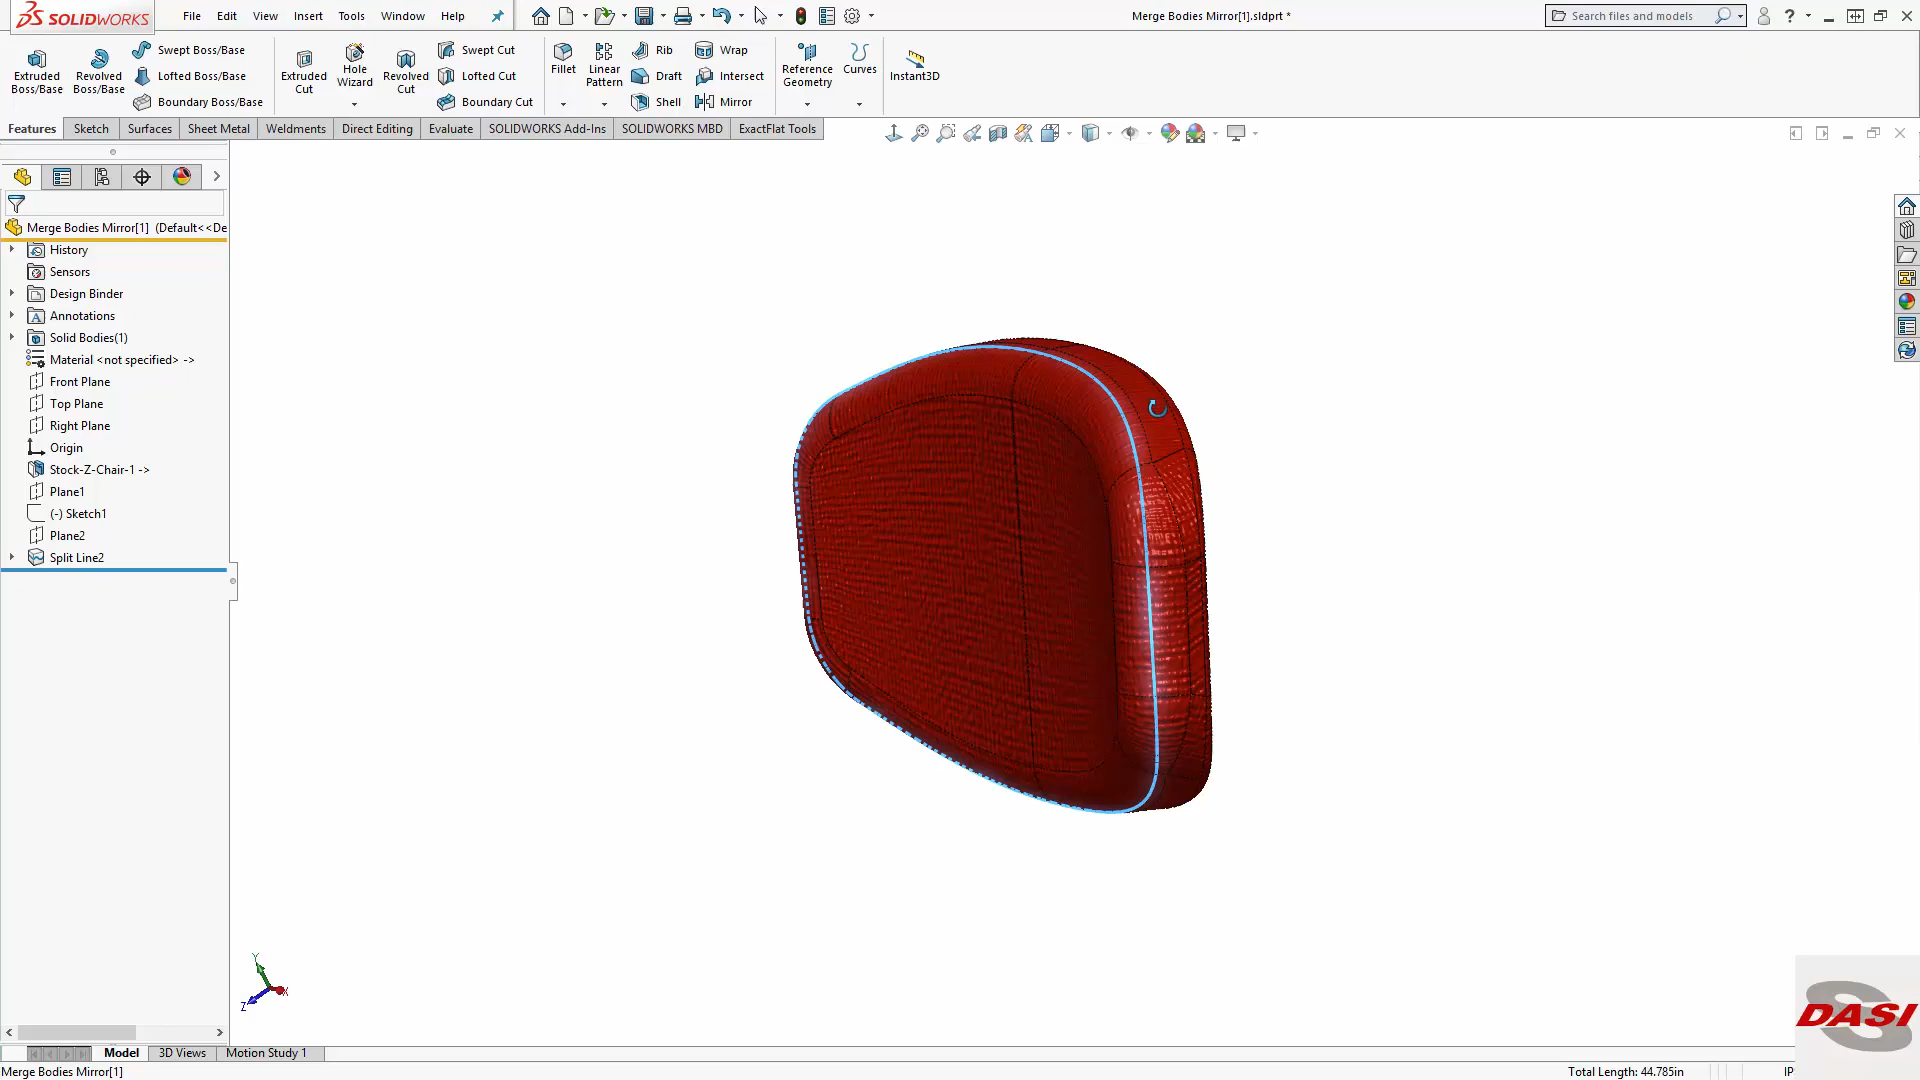 SOLIDWORKS
File Edit View Insert Tools Window Help
Merge Bodies Mirror[1].sldprt *
Search files and models
Extruded Boss/Base
Revolved Boss/Base
Swept Boss/Base
Lofted Boss/Base
Boundary Boss/Base
Extruded Cut
Hole Wizard
Revolved Cut
Swept Cut
Lofted Cut
Boundary Cut
Fillet
Linear Pattern
Rib
Draft
Shell
Wrap
Intersect
Mirror
Reference Geometry
Curves
Instant3D
Features Sketch Surfaces Sheet Metal Weldments Direct Editing Evaluate SOLIDWORKS Add-Ins SOLIDWORKS MBD ExactFlat Tools
Merge Bodies Mirror[1] (Default<<De
History
Sensors
Design Binder
Annotations
Solid Bodies(1)
Material <not specified> ->
Front Plane
Top Plane
Right Plane
Origin
Stock-Z-Chair-1 ->
Plane1
(-) Sketch1
Plane2
Split Line2
Y
Z
X
DASI
Model 3D Views Motion Study 1
Merge Bodies Mirror[1]
Total Length: 44.785in
IP